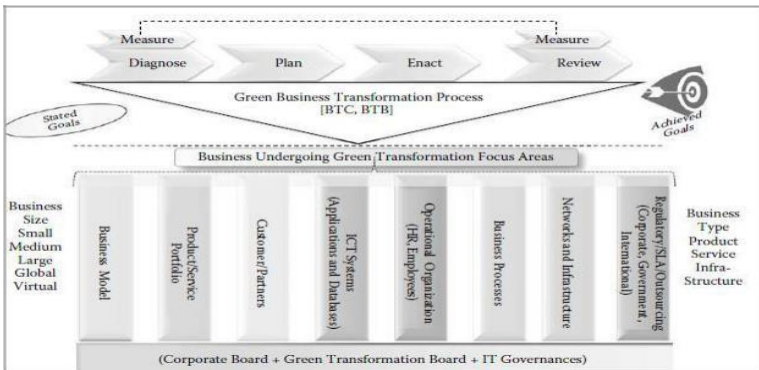 Measure
Measure
Diagnose
Plan
Enact
Review
Green Business Transformation Process
[BTC, BTB]
Stated
Goals
Achieved
Goals
Business Undergoing Green Transformation Focus Areas
Business
Size
Small
Medium
Large
Global
Virtual
Business Model
Product/Service
Portfolio
Customer/Partners
ICT Systems
(Applications and Databases)
Operational Organization
(HR, Employees)
Business Processes
Networks and Infrastructure
Regulatory/SLA/Outsourcing
(Corporate, Government,
International)
Business
Type
Product
Service
Infra-
Structure
(Corporate Board + Green Transformation Board + IT Governances)